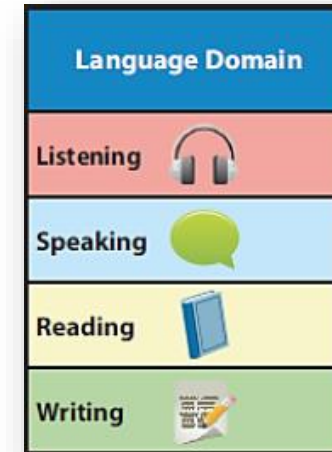 Language Domain
Listening
Speaking
Reading
Writing